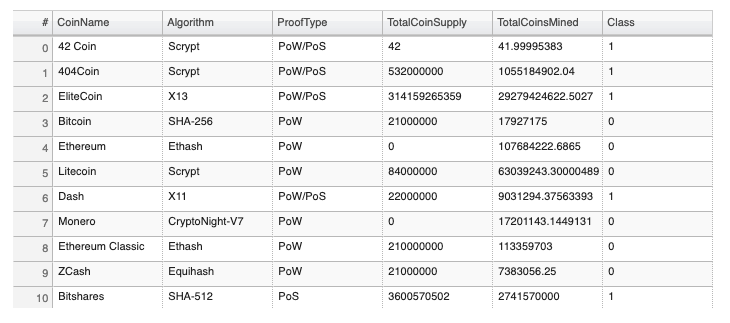 # CoinName Algorithm ProofType TotalCoinSupply TotalCoinsMined Class
0 42 Coin Scrypt PoW/PoS 42 41.99995383 1
1 404Coin Scrypt PoW/PoS 532000000 1055184902.04 1
2 EliteCoin X13 PoW/PoS 314159265359 29279424622.5027 1
3 Bitcoin SHA-256 PoW 21000000 17927175 0
4 Ethereum Ethash PoW 0 107684222.6865 0
5 Litecoin Scrypt PoW 84000000 63039243.30000489 0
6 Dash X11 PoW/PoS 22000000 9031294.37563393 1
7 Monero CryptoNight-V7 PoW 0 17201143.1449131 0
8 Ethereum Classic Ethash PoW 210000000 113359703 0
9 ZCash Equihash PoW 21000000 7383056.25 0
10 Bitshares SHA-512 PoS 3600570502 2741570000 1